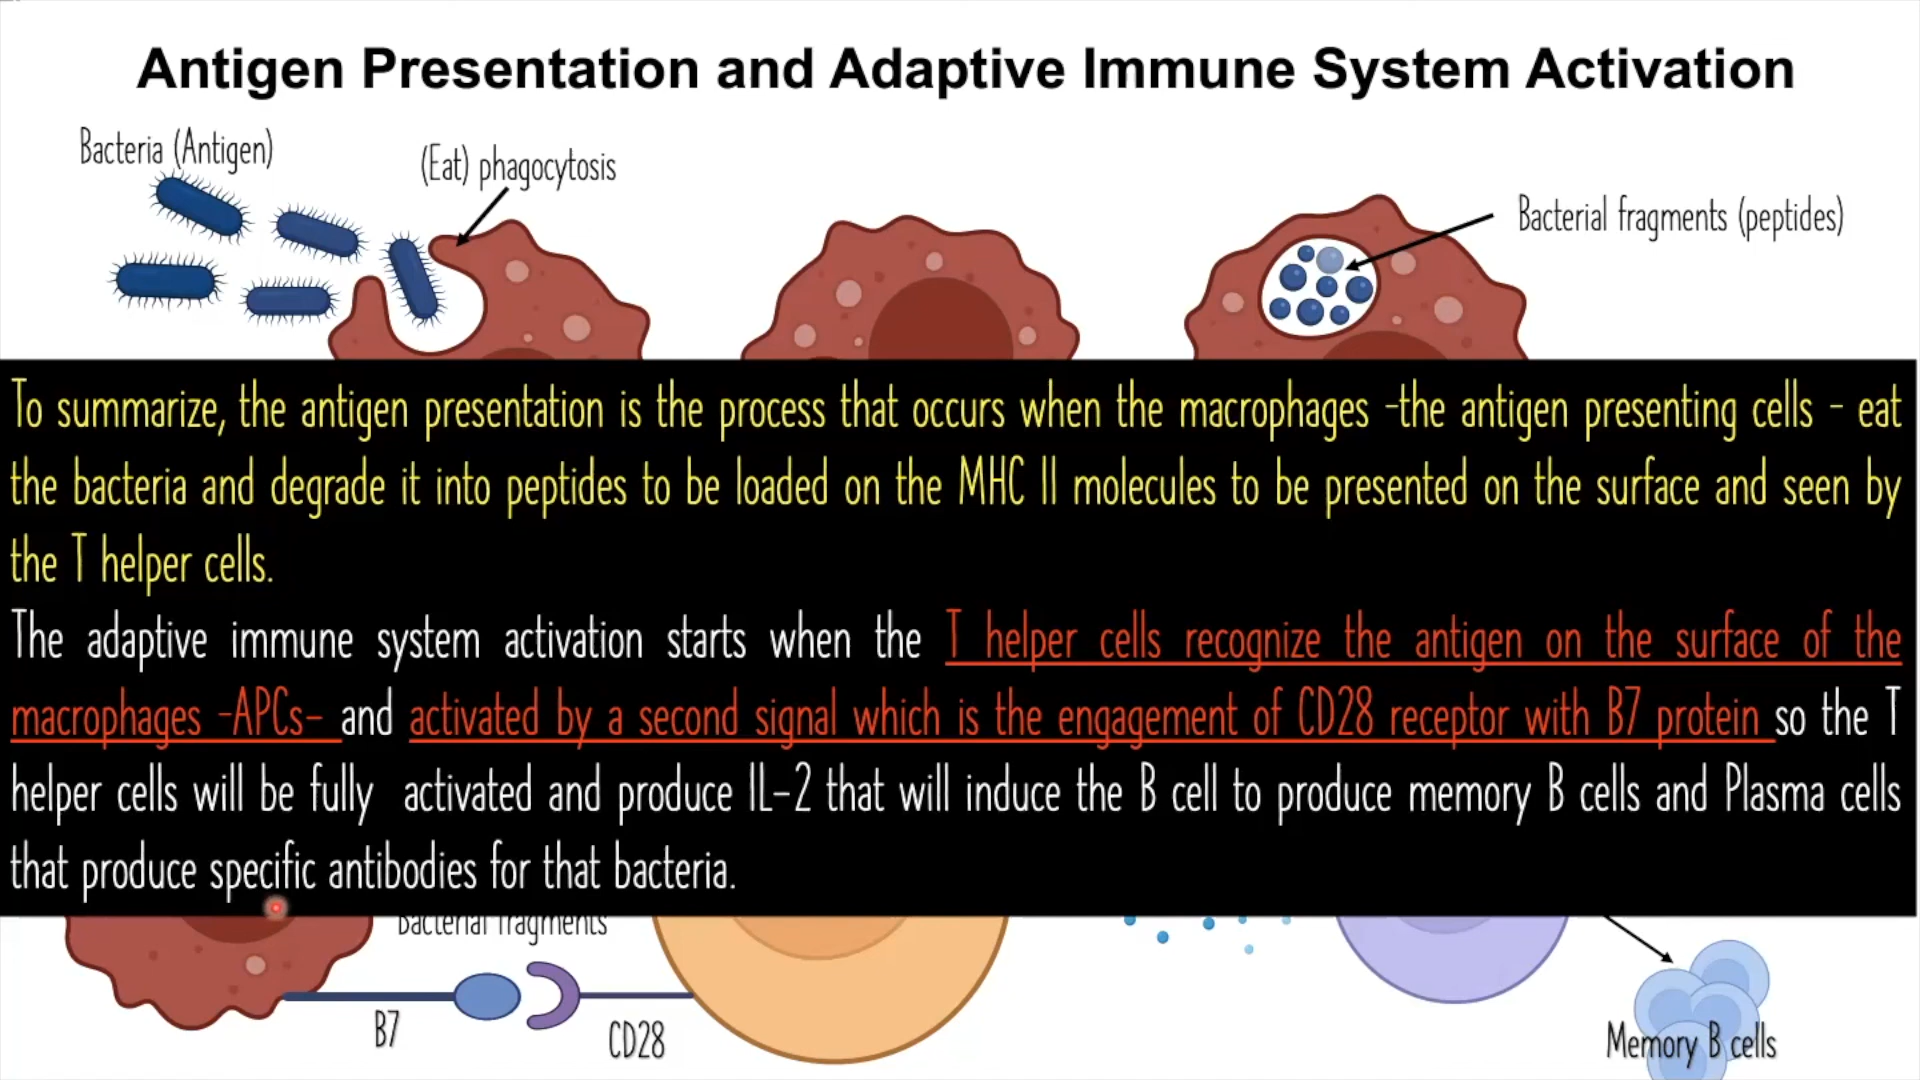 Antigen Presentation and Adaptive Immune System Activation
Bacteria (Antigen)
(Eat) phagocytosis
Bacterial fragments (peptides)
To summarize, the antigen presentation is the process that occurs when the macrophages -the antigen presenting cells - eat
the bacteria and degrade it into peptides to be loaded on the MHC II molecules to be presented on the surface and seen by
the T helper cells.
The adaptive immune system activation starts when the T helper cells recognize the antigen on the surface of the
macrophages -APCs- and activated by a second signal which is the engagement of CD28 receptor with B7 protein so the T
helper cells will be fully activated and produce IL-2 that will induce the B cell to produce memory B cells and Plasma cells
that produce specific antibodies for that bacteria.
Bacterial fragments
B7
CD28
Memory B cells